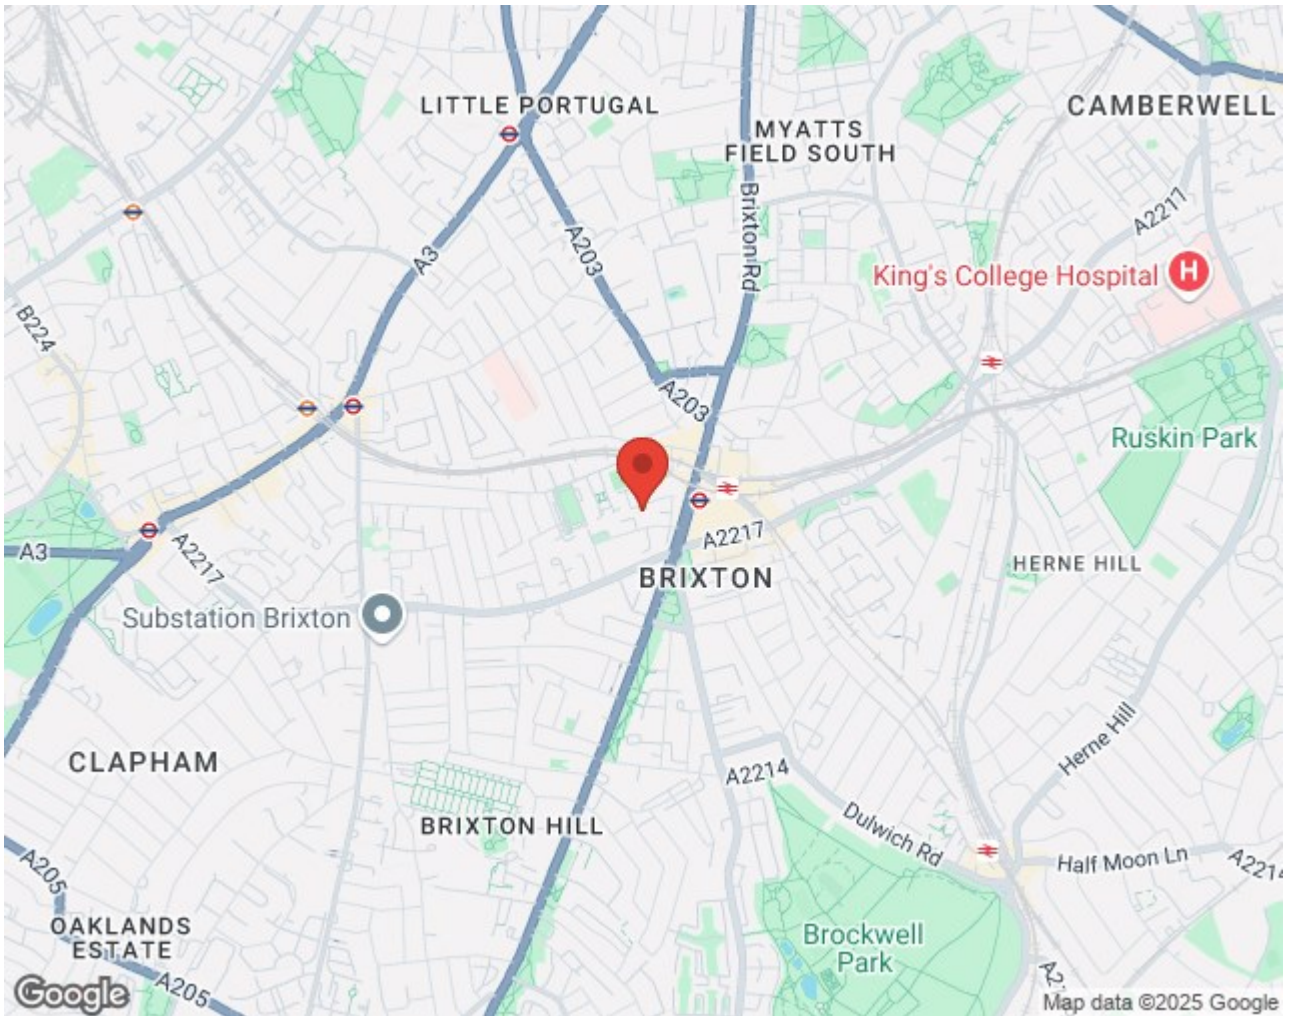 LITTLE PORTUGAL
CAMBERWELL
MYATTS
FIELD SOUTH
Brixton Rd
A2217
A203
A3
King's College Hospital
H
B224
A203
Ruskin Park
A2217
A3
A2217
HERNE HILL
BRIXTON
Substation Brixton
Herne Hill
CLAPHAM
A2214
BRIXTON HILL
Dulwich Rd
Half Moon Ln
A2214
A205
OAKLANDS
ESTATE
Brockwell
Park
A205
Google
Map data ©2025 Google